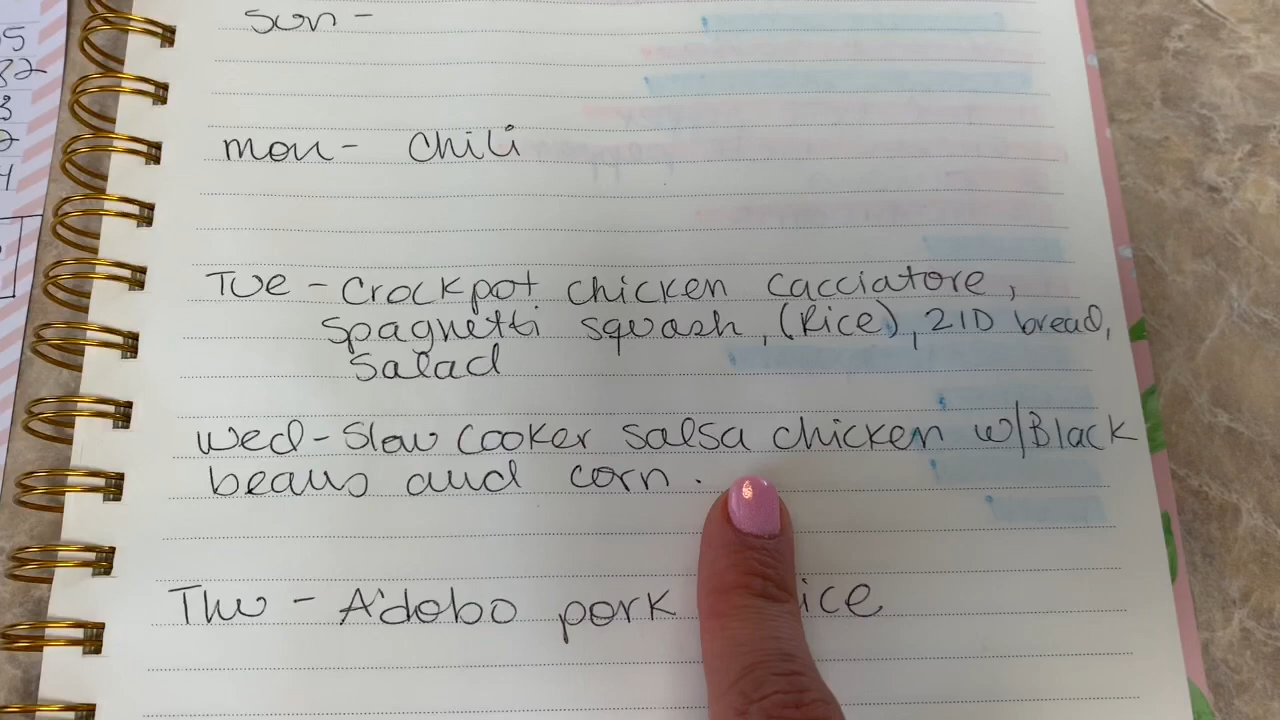 Sun -
mon - Chili
Tue - Crockpot chicken cacciatore,
spaghetti squash, (Rice), 21D bread,
salad
Wed - Slow cooker salsa chicken w/Black
beans and corn.
Thu - A'dobo pork